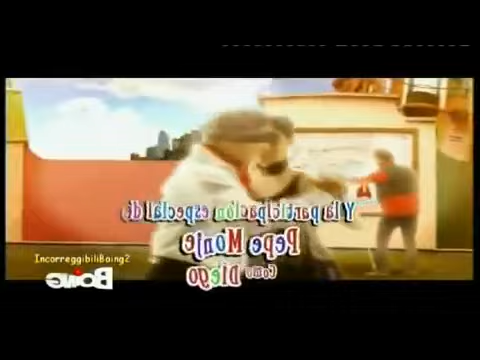 Y la participación especial de
Pepe Monje
Como Diego
IncorreggibiliBoing2
Boing